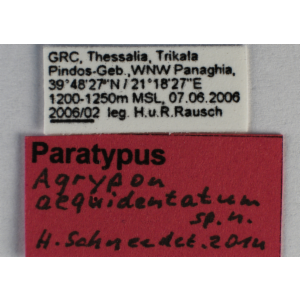 GRC, Thessalia, Trikala
Pindos-Geb.,WNW Panaghia,
39°48'27"N / 21°18'27"E
1200-1250m MSL, 07.06.2006
2006/02 leg. H.u.R.Rausch
Paratypus
Agrypon
aequidentatum
sp.n.
H. Schnee det. 2014